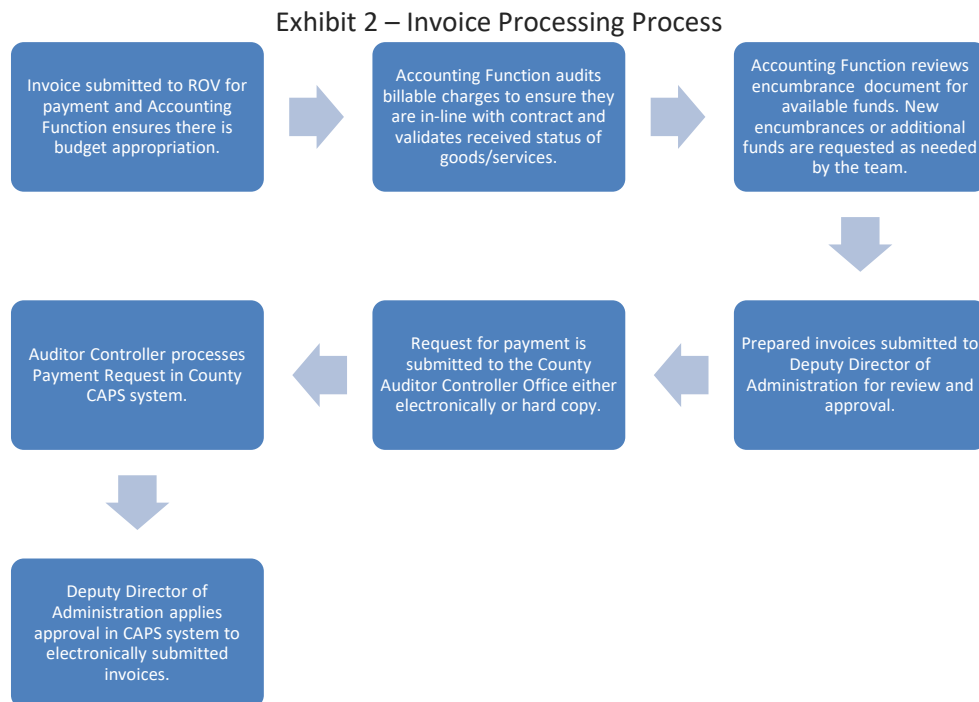 Exhibit 2 – Invoice Processing Process
Invoice submitted to ROV for
payment and Accounting
Function ensures there is
budget appropriation.
Accounting Function audits
billable charges to ensure they
are in-line with contract and
validates received status of
goods/services.
Accounting Function reviews
encumbrance document for
available funds. New
encumbrances or additional
funds are requested as needed
by the team.
Prepared invoices submitted to
Deputy Director of
Administration for review and
approval.
Request for payment is
submitted to the County
Auditor Controller Office either
electronically or hard copy.
Auditor Controller processes
Payment Request in County
CAPS system.
Deputy Director of
Administration applies
approval in CAPS system to
electronically submitted
invoices.